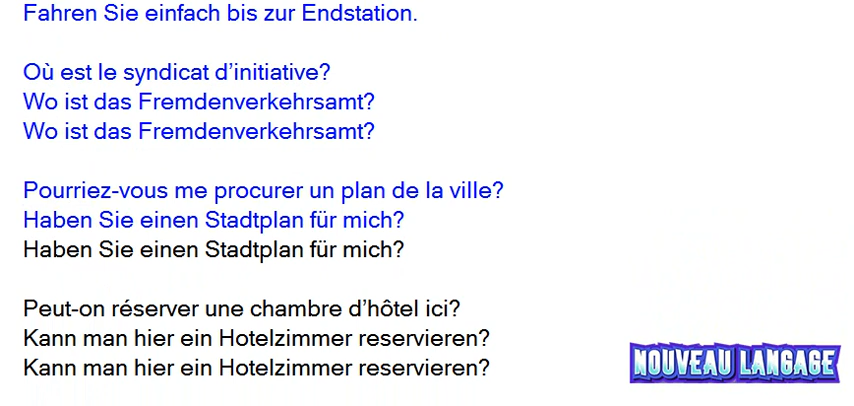 Fahren Sie einfach bis zur Endstation.
Où est le syndicat d’initiative?
Wo ist das Fremdenverkehrsamt?
Wo ist das Fremdenverkehrsamt?
Pourriez-vous me procurer un plan de la ville?
Haben Sie einen Stadtplan für mich?
Haben Sie einen Stadtplan für mich?
Peut-on réserver une chambre d’hôtel ici?
Kann man hier ein Hotelzimmer reservieren?
Kann man hier ein Hotelzimmer reservieren?
NOUVEAU LANGAGE